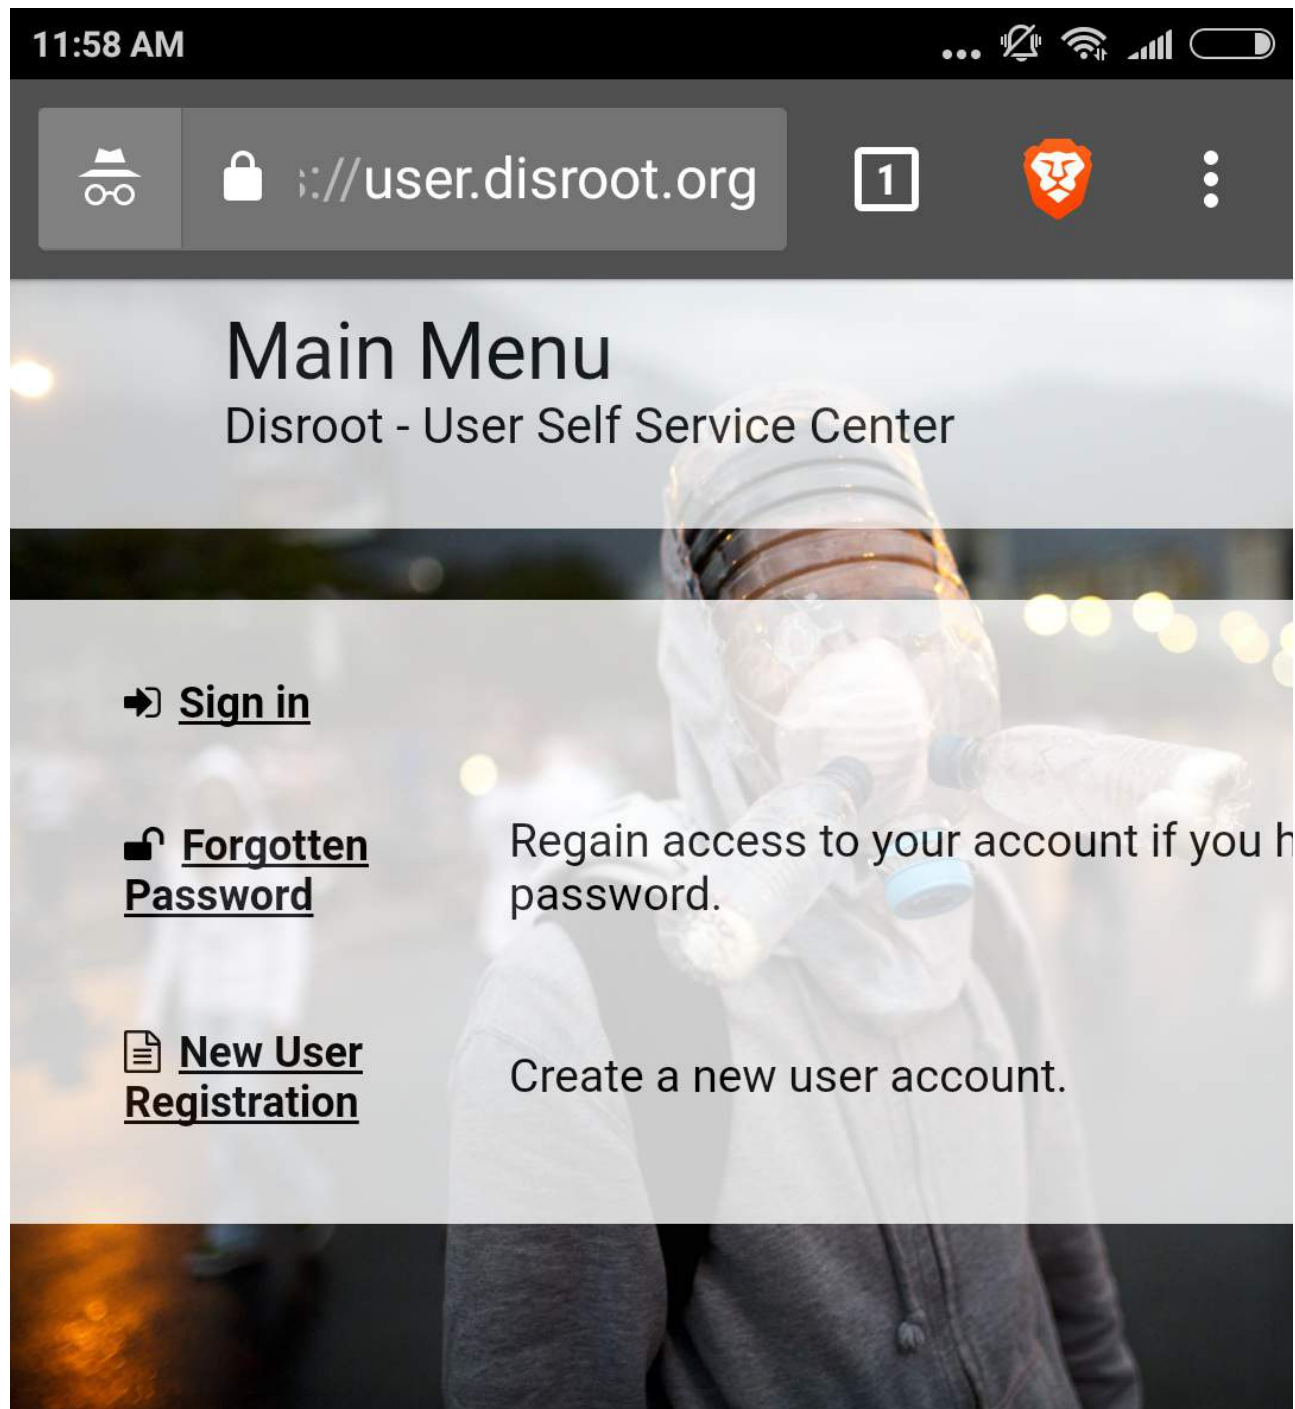 11:58 AM
://user.disroot.org
1
Main Menu
Disroot - User Self Service Center
Sign in
Forgotten
Password
Regain access to your account if you h
password.
New User
Registration
Create a new user account.